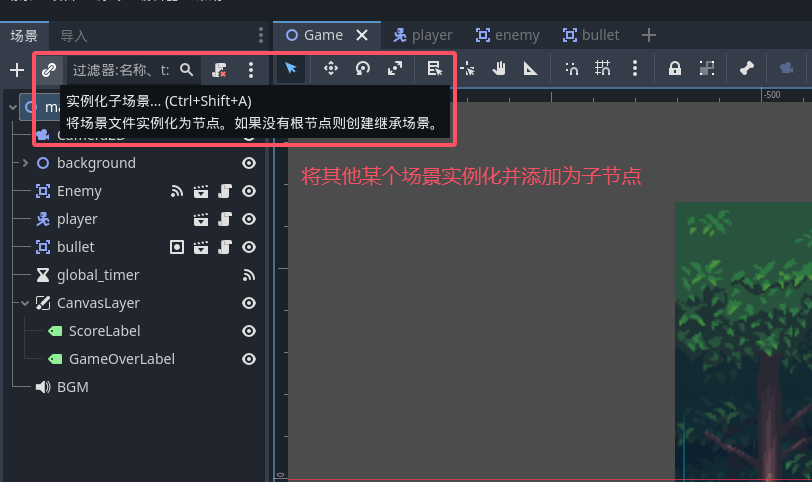 场景 导入
Game player enemy bullet
过滤器:名称、t:
实例化子场景... (Ctrl+Shift+A)
将场景文件实例化为节点。如果没有根节点则创建继承场景。
-500
将其他某个场景实例化并添加为子节点
background
Enemy
player
bullet
global_timer
CanvasLayer
ScoreLabel
GameOverLabel
BGM
0